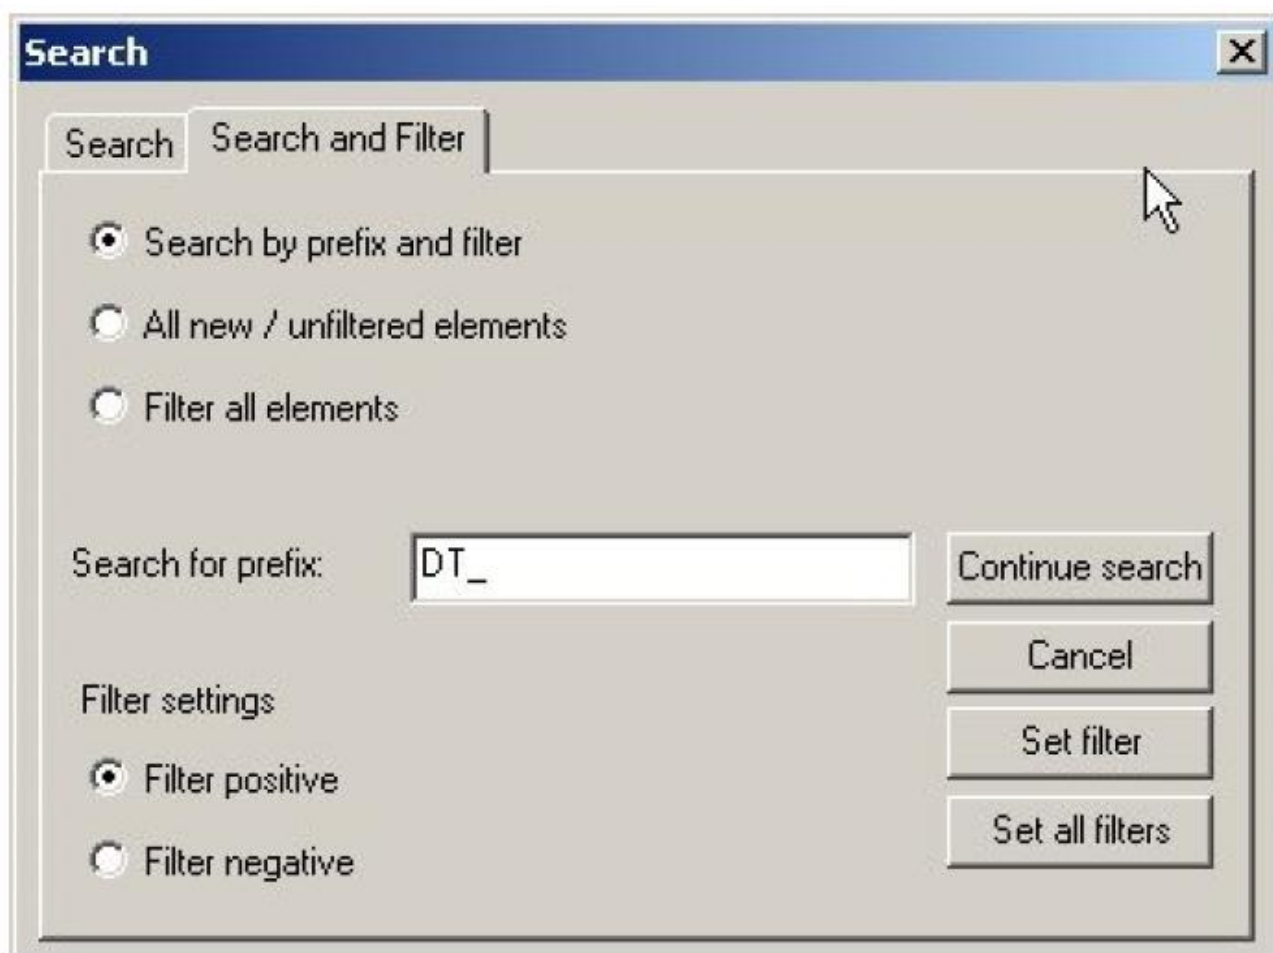 Search
Search
Search and Filter
Search by prefix and filter
All new / unfiltered elements
Filter all elements
Search for prefix:
DT_
Continue search
Cancel
Filter settings
Set filter
Filter positive
Set all filters
Filter negative